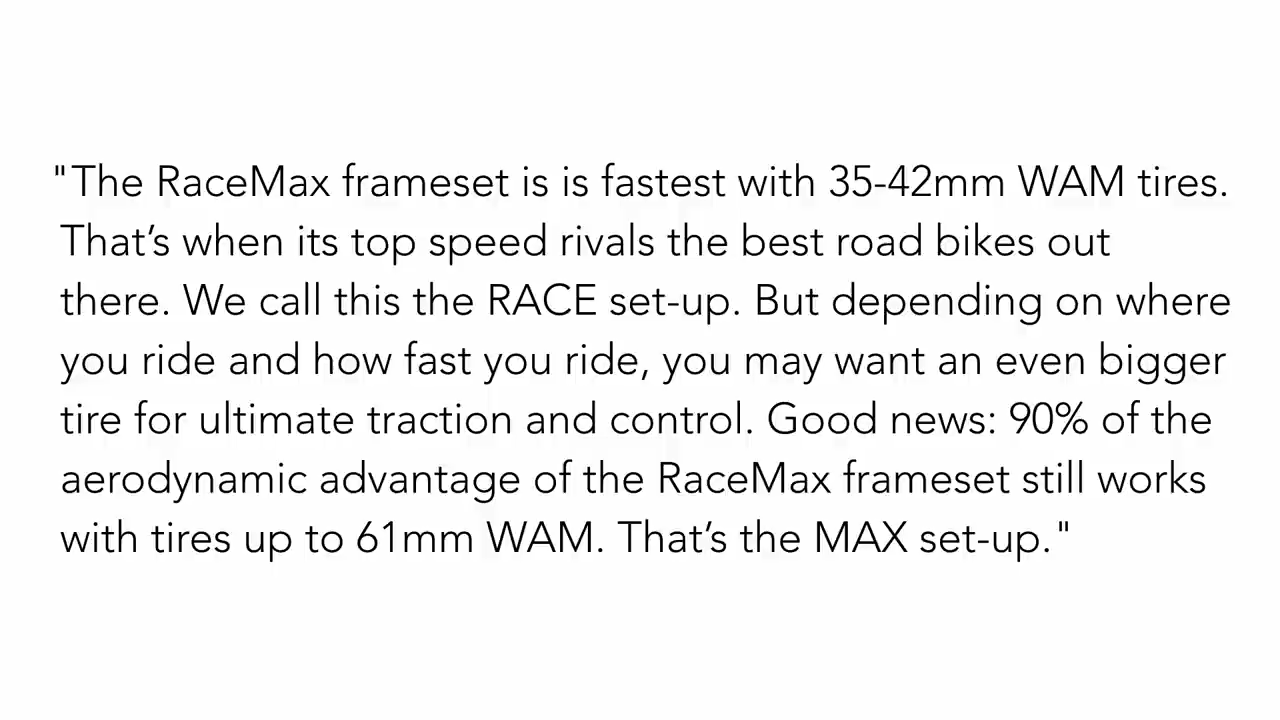 "The RaceMax frameset is is fastest with 35-42mm WAM tires.
That’s when its top speed rivals the best road bikes out
there. We call this the RACE set-up. But depending on where
you ride and how fast you ride, you may want an even bigger
tire for ultimate traction and control. Good news: 90% of the
aerodynamic advantage of the RaceMax frameset still works
with tires up to 61mm WAM. That’s the MAX set-up."